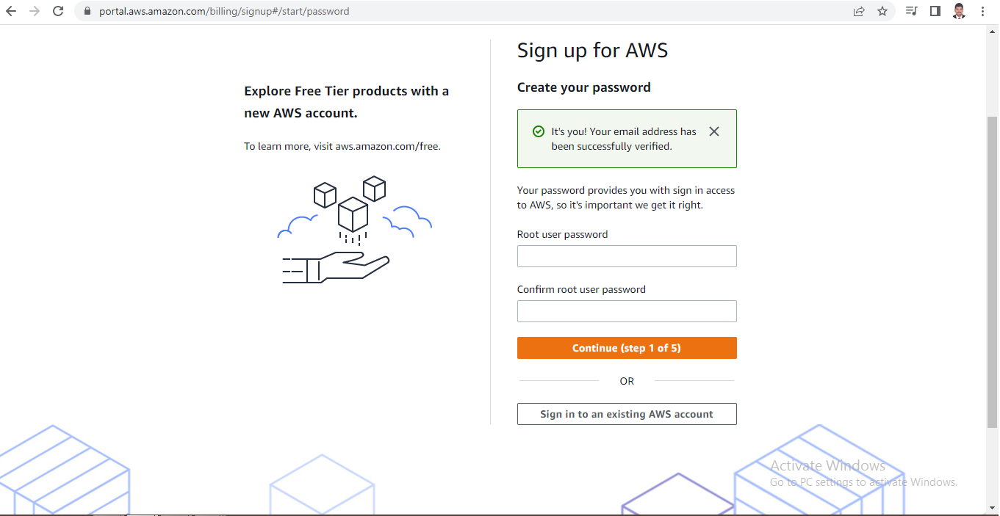 portal.aws.amazon.com/billing/signup#/start/password
Explore Free Tier products with a
new AWS account.
To learn more, visit aws.amazon.com/free.
Sign up for AWS
Create your password
It's you! Your email address has
been successfully verified.
Your password provides you with sign in access
to AWS, so it's important we get it right.
Root user password
Confirm root user password
Continue (step 1 of 5)
OR
Sign in to an existing AWS account
Activate Windows
Go to PC settings to activate Windows.